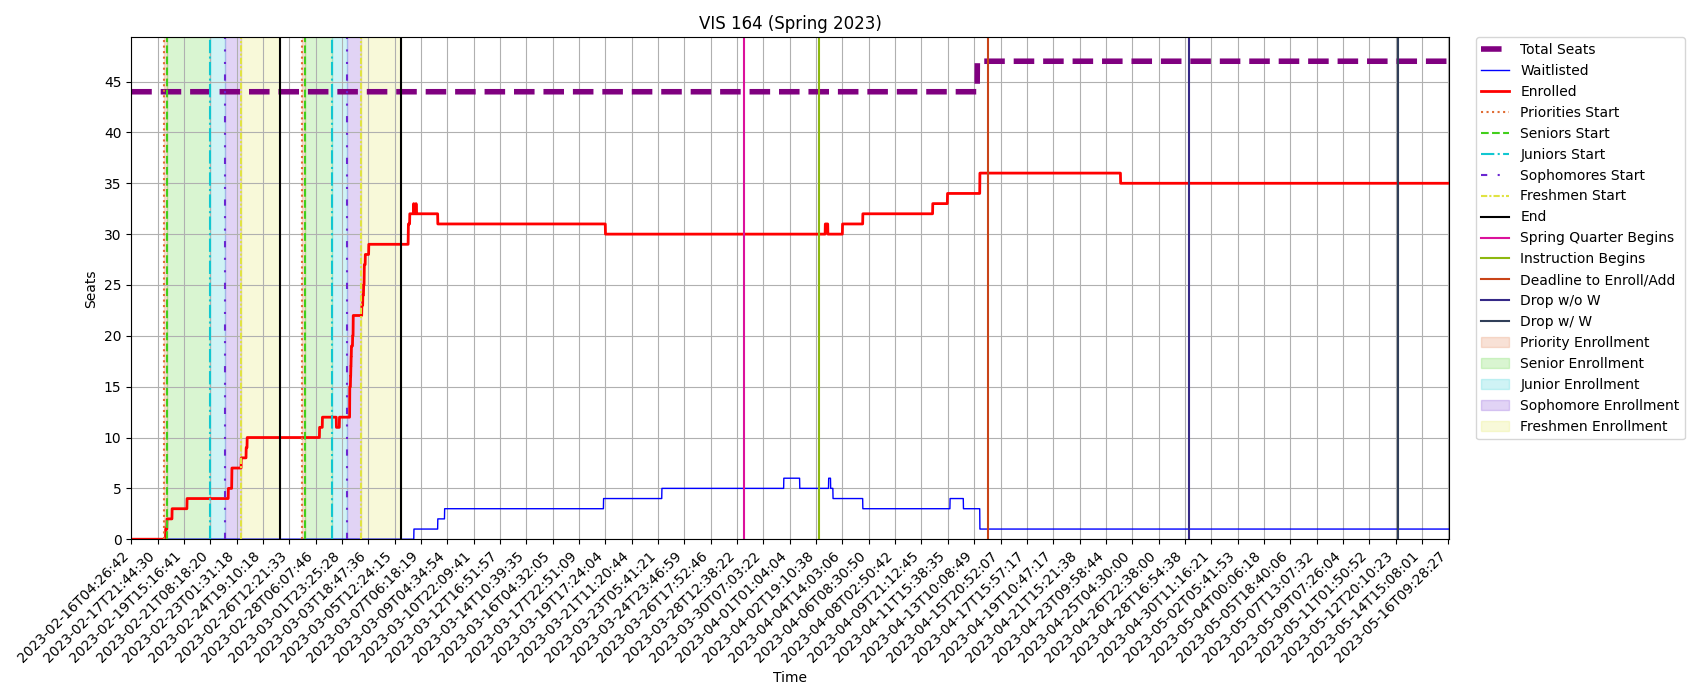 VIS 164 (Spring 2023)
Seats
45
40
35
30
25
20
15
10
5
0
2023-02-16T04:26:42
2023-02-17T21:44:30
2023-02-19T15:16:41
2023-02-21T08:18:20
2023-02-23T01:31:18
2023-02-24T19:10:18
2023-02-26T12:21:33
2023-02-28T06:07:46
2023-03-01T23:25:28
2023-03-03T18:47:36
2023-03-05T12:24:15
2023-03-07T06:18:19
2023-03-09T04:34:54
2023-03-10T22:09:41
2023-03-12T16:51:57
2023-03-14T10:39:35
2023-03-16T04:32:05
2023-03-17T22:51:09
2023-03-19T17:24:04
2023-03-21T11:20:44
2023-03-23T05:41:21
2023-03-24T23:46:59
2023-03-26T17:52:46
2023-03-28T12:38:22
2023-03-30T07:03:22
2023-04-01T01:04:04
2023-04-02T19:10:38
2023-04-04T14:03:06
2023-04-06T08:30:50
2023-04-08T02:50:42
2023-04-09T21:12:45
2023-04-11T15:38:35
2023-04-13T10:08:49
2023-04-15T20:52:07
2023-04-17T15:57:17
2023-04-19T10:47:17
2023-04-21T15:21:38
2023-04-23T09:58:44
2023-04-25T04:30:00
2023-04-26T22:38:00
2023-04-28T16:54:38
2023-04-30T11:16:21
2023-05-02T05:41:53
2023-05-04T00:06:18
2023-05-05T18:40:06
2023-05-07T13:07:32
2023-05-09T07:26:04
2023-05-11T01:50:52
2023-05-12T20:10:23
2023-05-14T15:08:01
2023-05-16T09:28:27
Time
Total Seats
Waitlisted
Enrolled
Priorities Start
Seniors Start
Juniors Start
Sophomores Start
Freshmen Start
End
Spring Quarter Begins
Instruction Begins
Deadline to Enroll/Add
Drop w/o W
Drop w/ W
Priority Enrollment
Senior Enrollment
Junior Enrollment
Sophomore Enrollment
Freshmen Enrollment